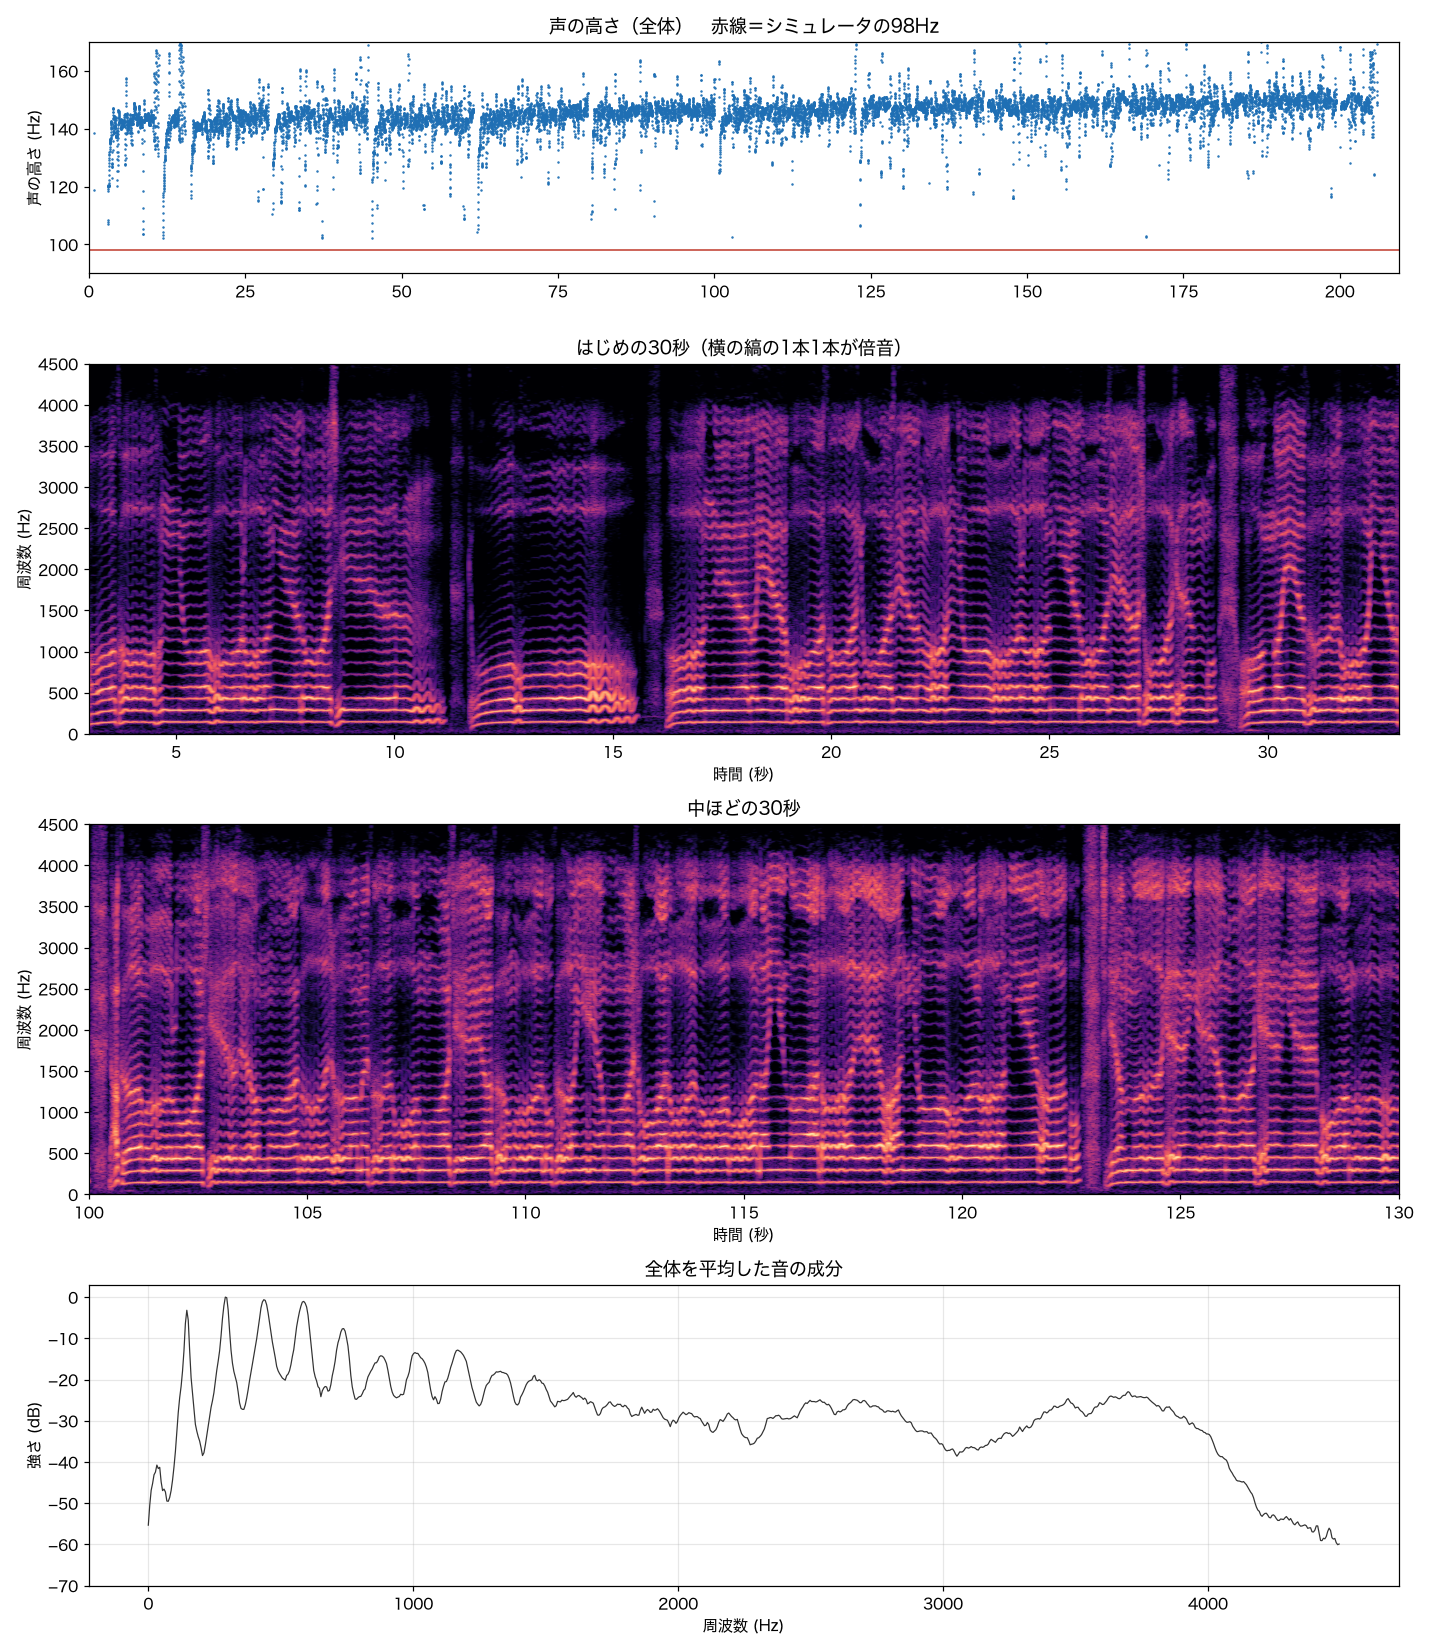 声の高さ（全体）　赤線＝シミュレータの98Hz
声の高さ (Hz)
160
140
120
100
0 25 50 75 100 125 150 175 200
はじめの30秒（横の縞の1本1本が倍音）
周波数 (Hz)
4500
4000
3500
3000
2500
2000
1500
1000
500
0
5 10 15 20 25 30
時間 (秒)
中ほどの30秒
周波数 (Hz)
4500
4000
3500
3000
2500
2000
1500
1000
500
0
100 105 110 115 120 125 130
時間 (秒)
全体を平均した音の成分
強さ (dB)
0
−10
−20
−30
−40
−50
−60
−70
0 1000 2000 3000 4000
周波数 (Hz)